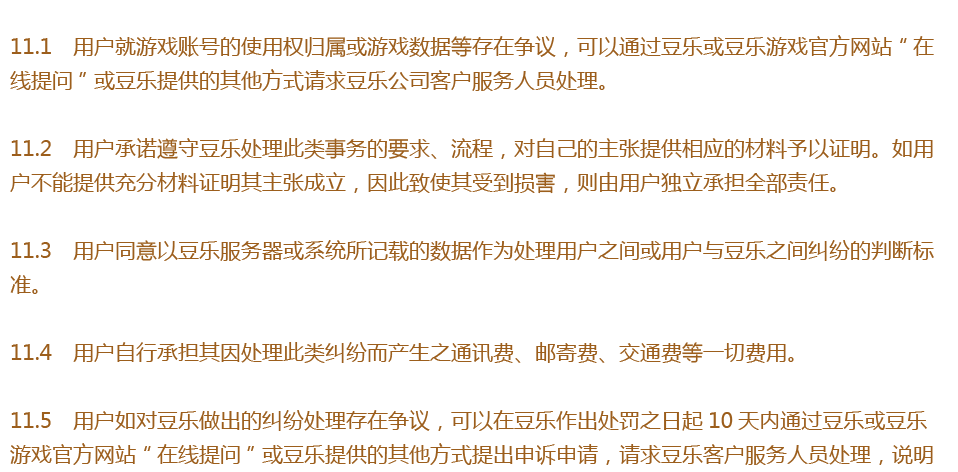 11.1 用户就游戏账号的使用权归属或游戏数据等存在争议，可以通过豆乐或豆乐游戏官方网站＂在
线提问＂或豆乐提供的其他方式请求豆乐公司客户服务人员处理。
11.2 用户承诺遵守豆乐处理此类事务的要求、流程，对自己的主张提供相应的材料予以证明。如用
户不能提供充分材料证明其主张成立，因此致使其受到损害，则由用户独立承担全部责任。
11.3 用户同意以豆乐服务器或系统所记载的数据作为处理用户之间或用户与豆乐之间纠纷的判断标
准。
11.4 用户自行承担其因处理此类纠纷而产生之通讯费、邮寄费、交通费等一切费用。
11.5 用户如对豆乐做出的纠纷处理存在争议，可以在豆乐作出处罚之日起 10 天内通过豆乐或豆乐
游戏官方网站＂在线提问＂或豆乐提供的其他方式提出申诉申请，请求豆乐客户服务人员处理，说明